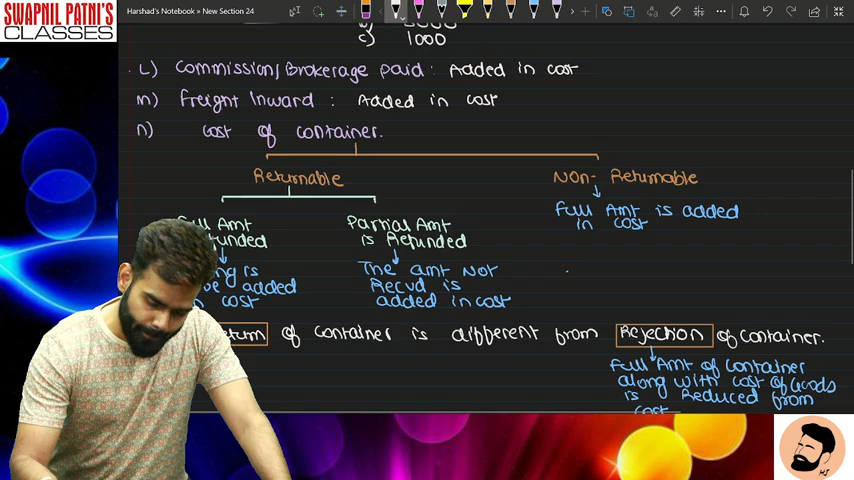 SWAPNIL PATNI'S
CLASSES
Harshad's Notebook » New Section 24
c) 1000
L) Commission/Brokerage paid: Added in cost
m) Freight Inward : Added in cost
n) Cost of container.
Returnable
Non- Returnable
Full Amt is added
in cost
Full Amt
Partial Amt
is Refunded
The amt Not
Recvd is
added in cost
added
cost
of container is different from Rejection of container.
Full Amt of container
along with cost of Goods
is Reduced from
cost
HS